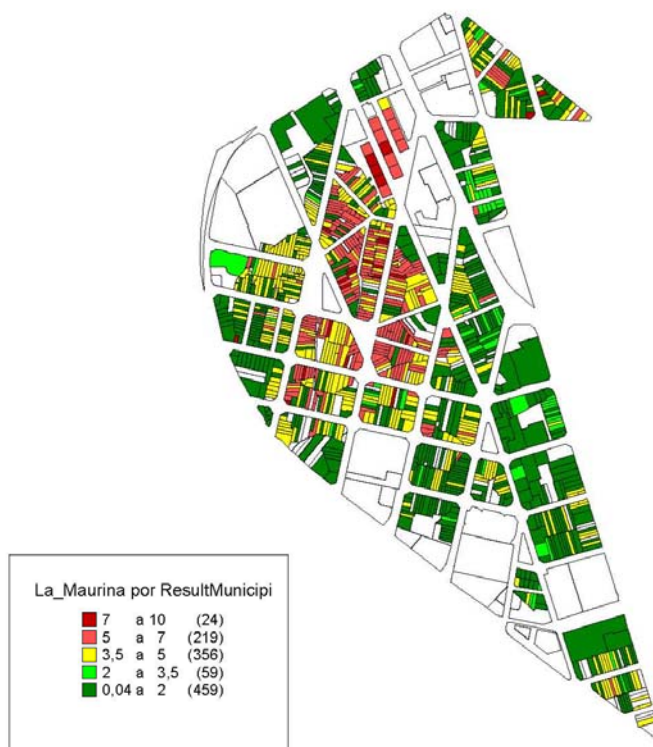 La_Maurina por ResultMunicipi
7 a 10 (24)
5 a 7 (219)
3,5 a 5 (356)
2 a 3,5 (59)
0,04 a 2 (459)